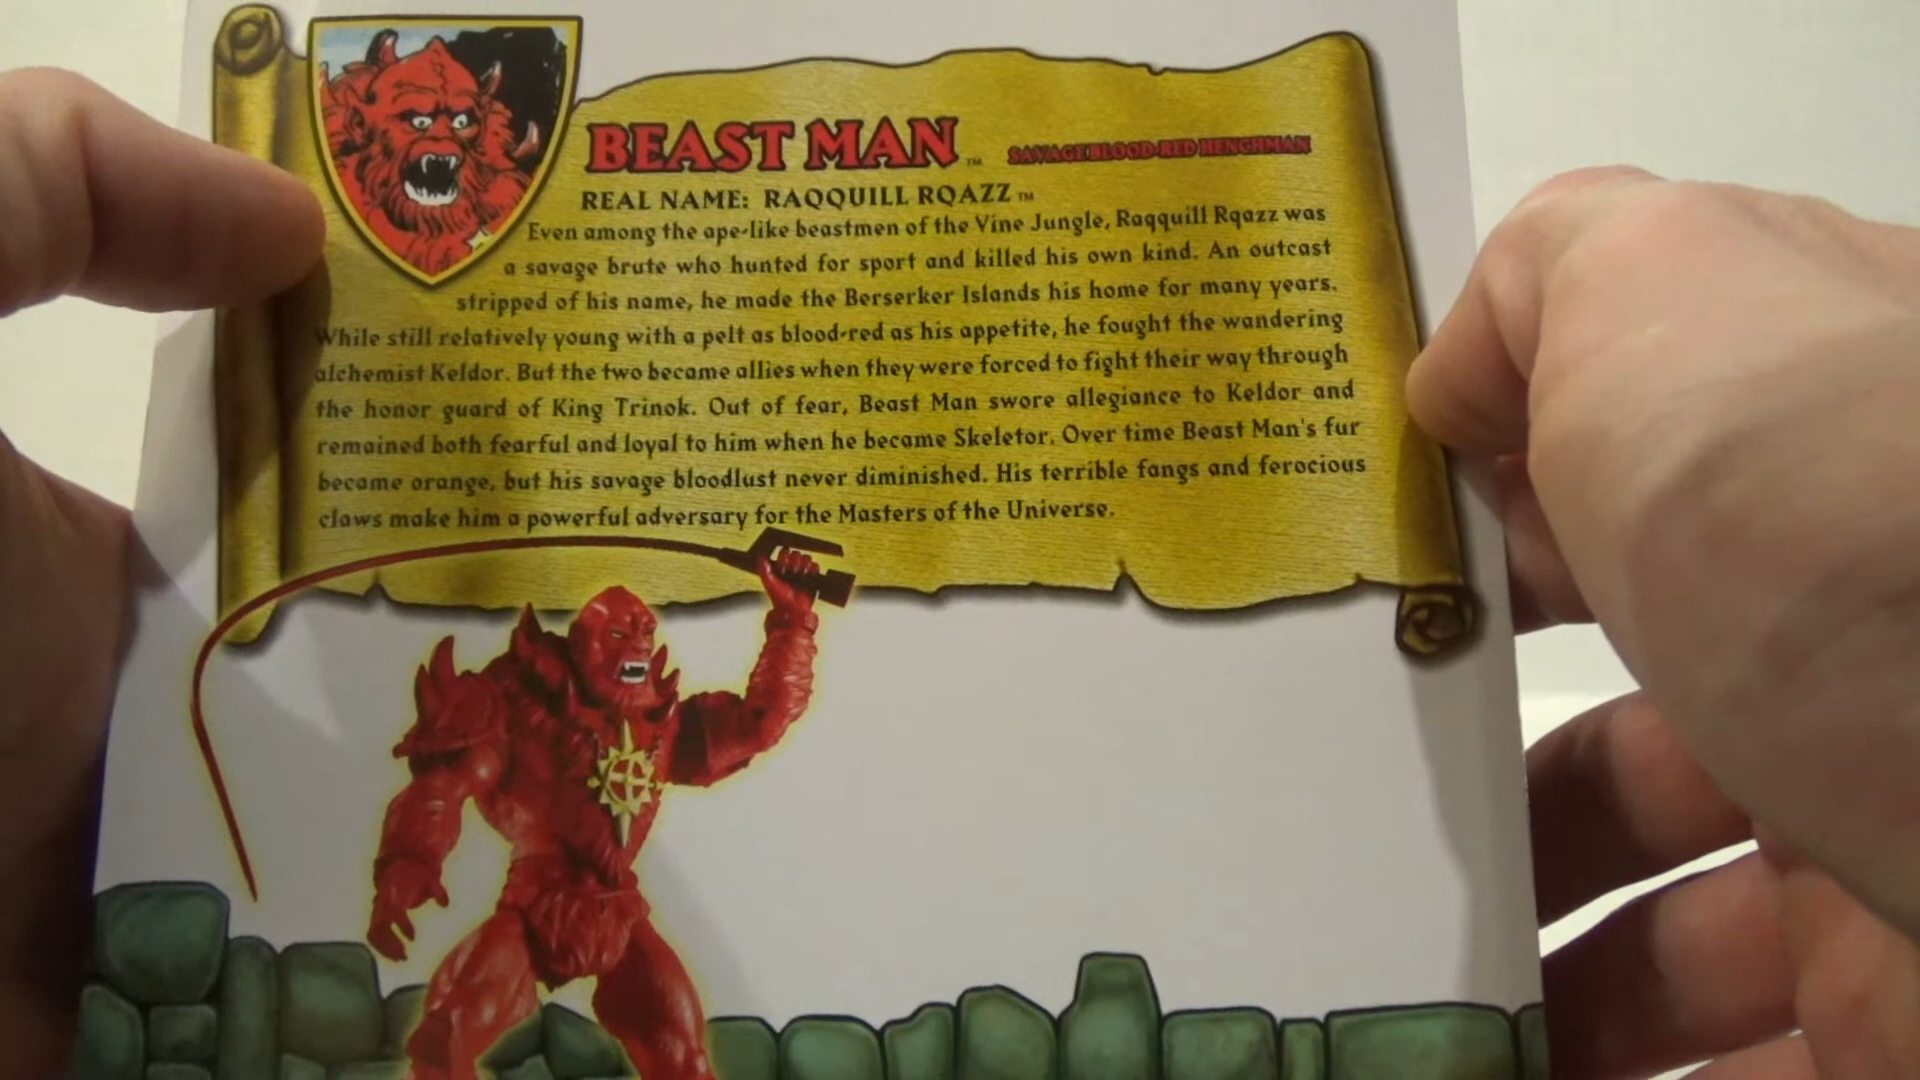 BEAST MAN™ SAVAGE BLOOD-RED HENCHMAN
REAL NAME: RAQQUILL RQAZZ™
Even among the ape-like beastmen of the Vine Jungle, Raqquill Rqazz was
a savage brute who hunted for sport and killed his own kind. An outcast
stripped of his name, he made the Berserker Islands his home for many years.
While still relatively young with a pelt as blood-red as his appetite, he fought the wandering
alchemist Keldor. But the two became allies when they were forced to fight their way through
the honor guard of King Trinok. Out of fear, Beast Man swore allegiance to Keldor and
remained both fearful and loyal to him when he became Skeletor. Over time Beast Man's fur
became orange, but his savage bloodlust never diminished. His terrible fangs and ferocious
claws make him a powerful adversary for the Masters of the Universe.